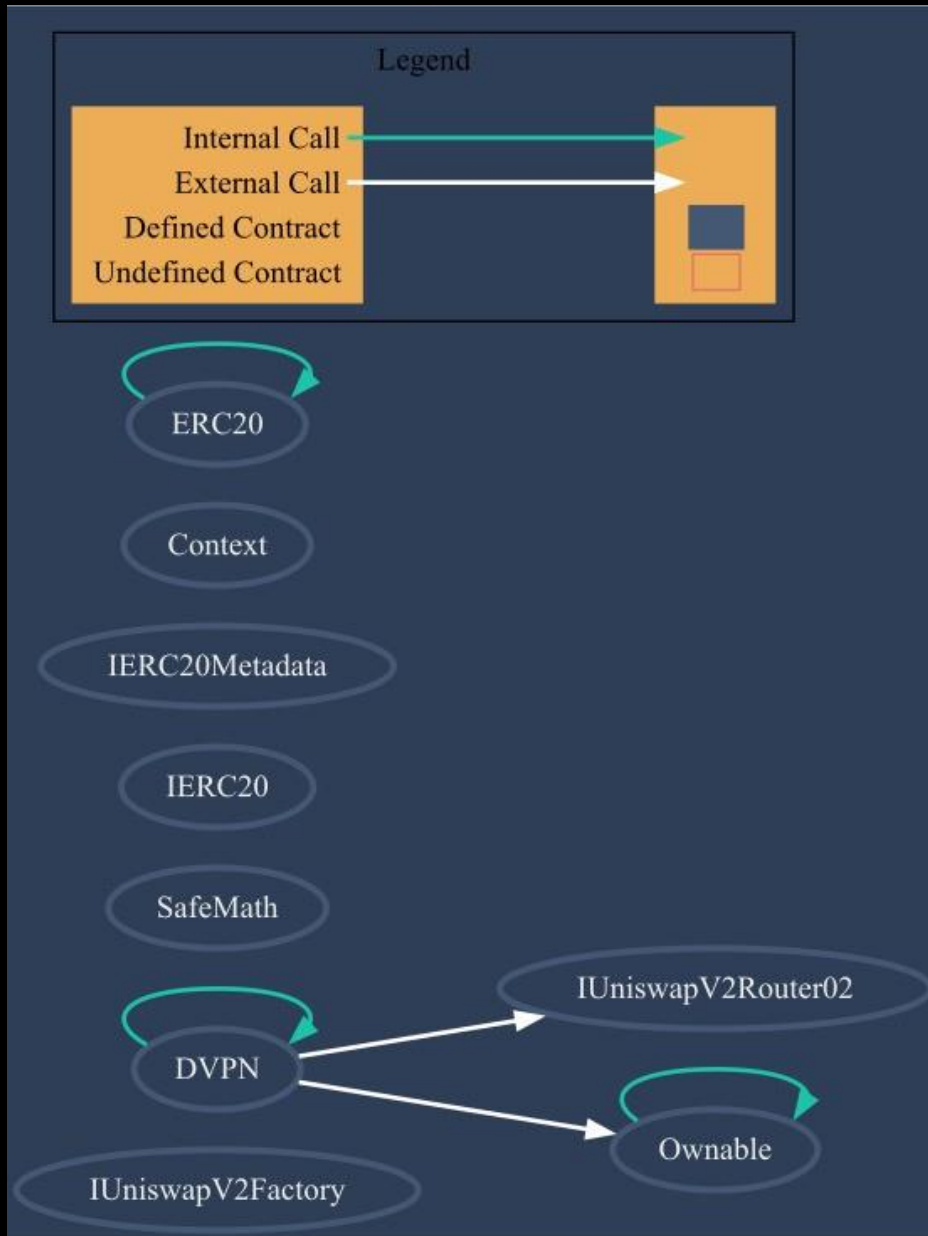 Legend
Internal Call
External Call
Defined Contract
Undefined Contract
ERC20
Context
IERC20Metadata
IERC20
SafeMath
IUniswapV2Router02
DVPN
Ownable
IUniswapV2Factory